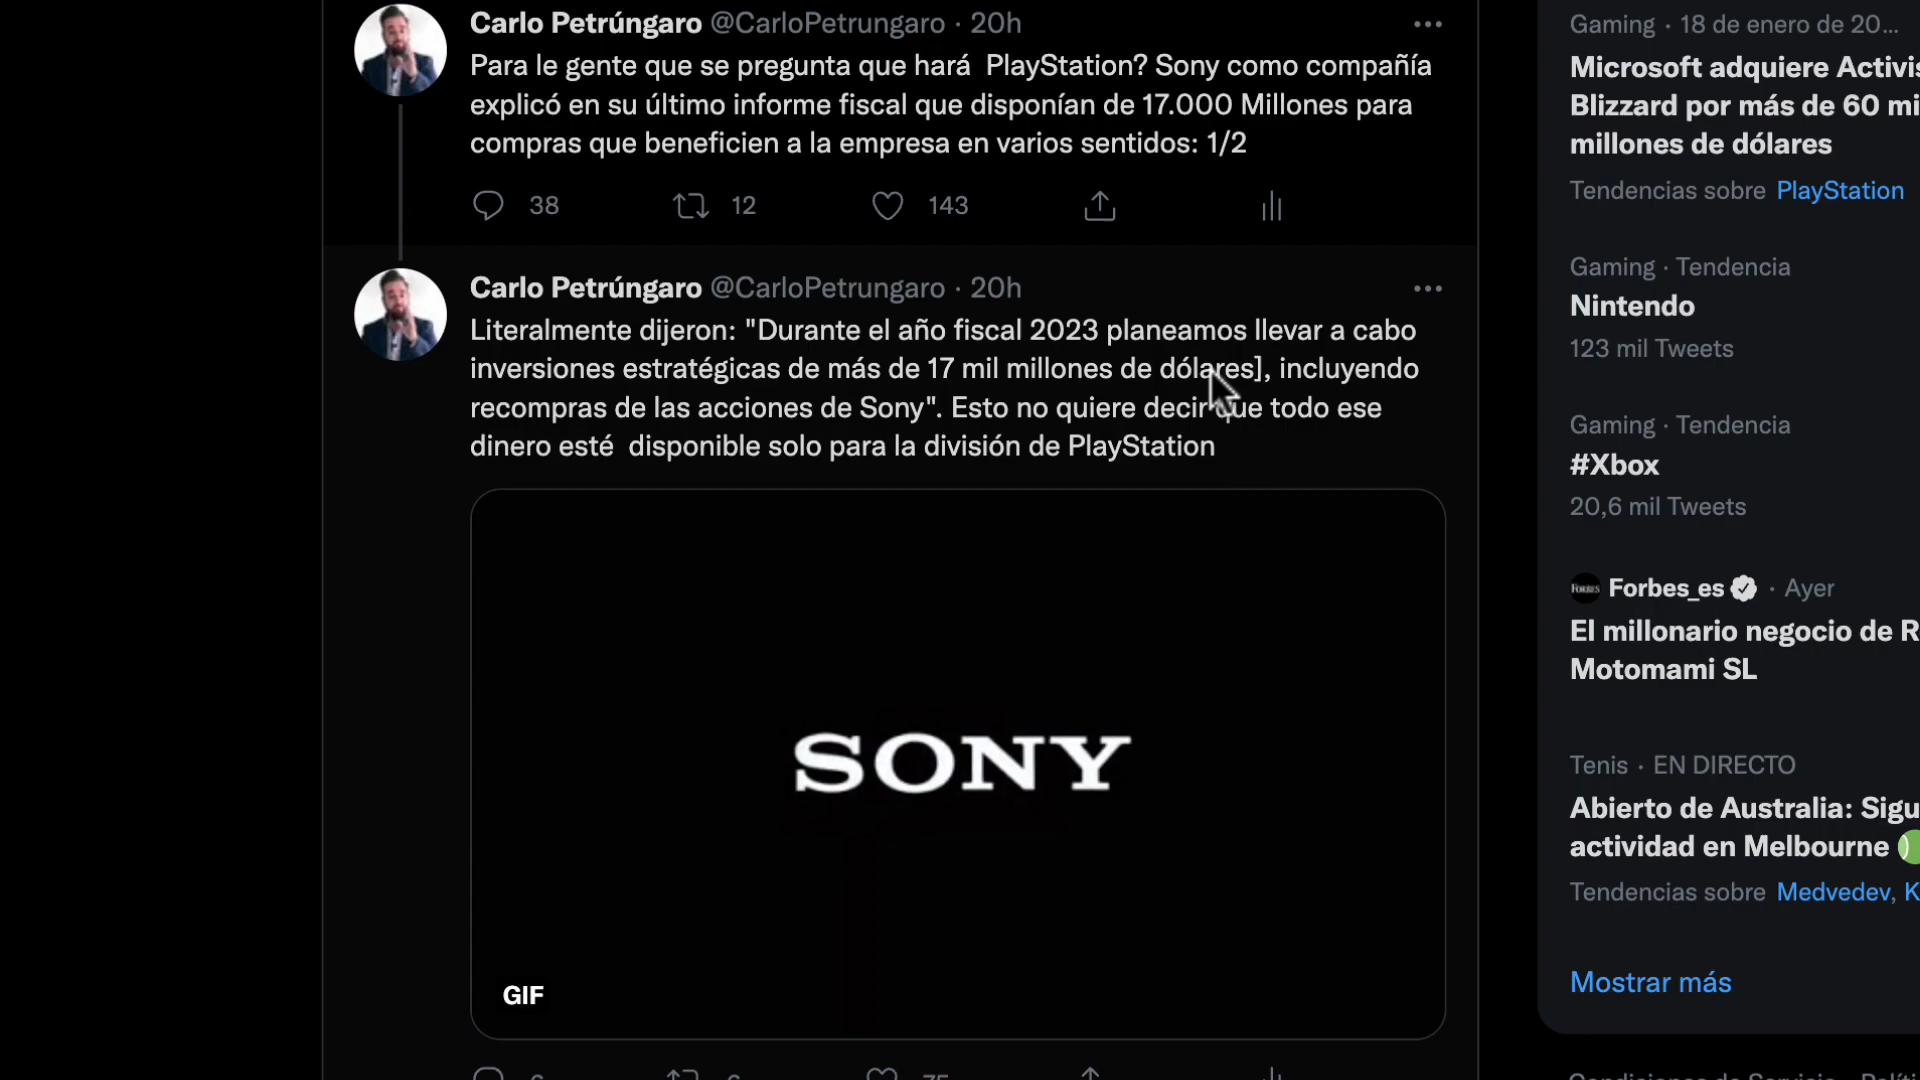 Carlo Petrúngaro @CarloPetrungaro · 20h
Para le gente que se pregunta que hará  PlayStation? Sony como compañía
explicó en su último informe fiscal que disponían de 17.000 Millones para
compras que beneficien a la empresa en varios sentidos: 1/2
38 12 143
Carlo Petrúngaro @CarloPetrungaro · 20h
Literalmente dijeron: "Durante el año fiscal 2023 planeamos llevar a cabo
inversiones estratégicas de más de 17 mil millones de dólares], incluyendo
recompras de las acciones de Sony". Esto no quiere decir que todo ese
dinero esté  disponible solo para la división de PlayStation
SONY
GIF
Gaming · 18 de enero de 20...
Microsoft adquiere Activis
Blizzard por más de 60 mi
millones de dólares
Tendencias sobre PlayStation
Gaming · Tendencia
Nintendo
123 mil Tweets
Gaming · Tendencia
#Xbox
20,6 mil Tweets
Forbes_es · Ayer
El millonario negocio de R
Motomami SL
Tenis · EN DIRECTO
Abierto de Australia: Sigu
actividad en Melbourne
Tendencias sobre Medvedev, K
Mostrar más